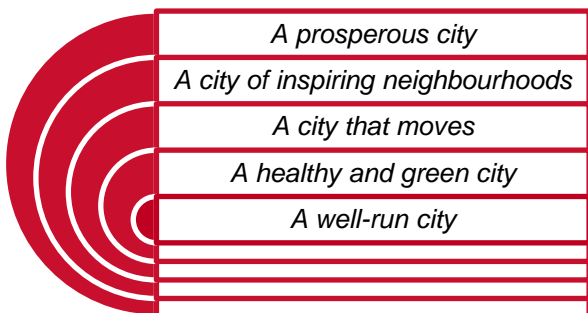 A prosperous city
A city of inspiring neighbourhoods
A city that moves
A healthy and green city
A well-run city